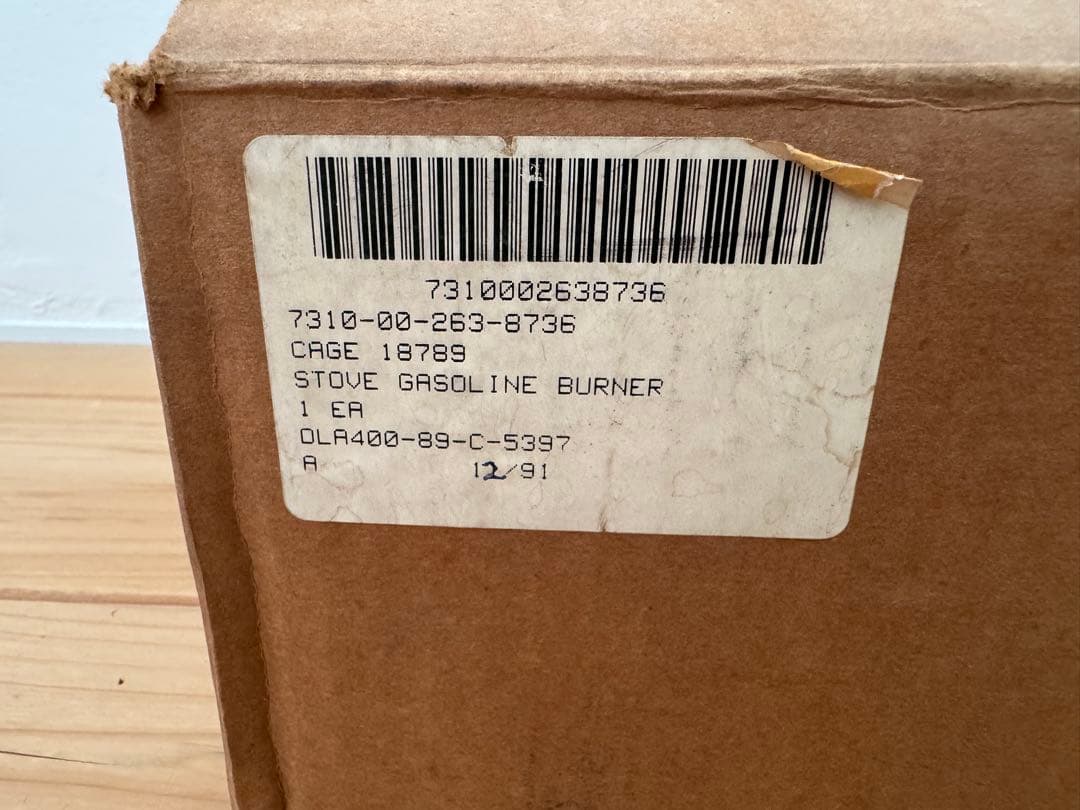 7310002638736
7310-00-263-8736
CAGE 18789
STOVE GASOLINE BURNER
1 EA
DLA400-89-C-5397
A 12/91